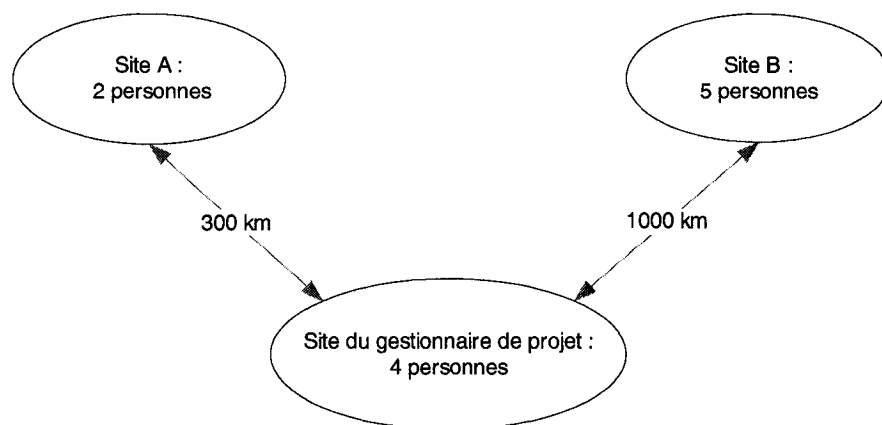 Site A :
2 personnes
Site B :
5 personnes
300 km
1000 km
Site du gestionnaire de projet :
4 personnes